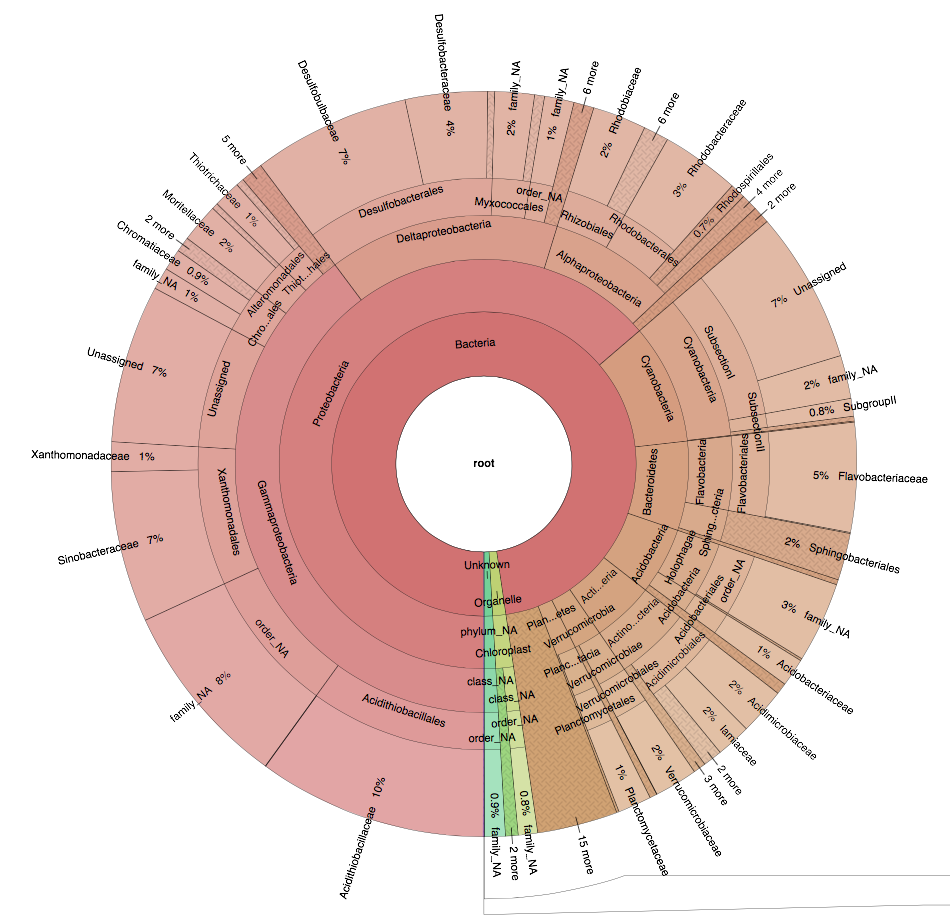 root
Bacteria
Unknown
Organelle
Proteobacteria
phylum_NA
Chloroplast
Cyanobacteria
Bacteroidetes
Acidobacteria
Acti...eria
Verrucomicrobia
Plan...etes
Gammaproteobacteria
Deltaproteobacteria
Alphaproteobacteria
Cyanobacteria
Flavobacteria
Sphing...cteria
Holophagae
Acidobacteria
Actino...cteria
Verrucomicrobiae
Planc...tacia
class_NA
class_NA
order_NA
order_NA
Acidithiobacillales
order_NA
Xanthomonadales
Unassigned
Chro...ales
Alteromonadales
Thiot...hales
Desulfobacterales
Myxococcales
order_NA
Rhizobiales
Rhodobacterales
SubsectionI
SubsectionII
Flavobacteriales
order_NA
Acidobacteriales
Acidimicrobiales
Verrucomicrobiales
Planctomycetales
Acidithiobacillaceae 10%
family_NA 8%
Sinobacteraceae 7%
Xanthomonadaceae 1%
Unassigned 7%
family_NA 1%
Chromatiaceae 0.9%
2 more
Moritellaceae 2%
Thiotrichaceae 1%
5 more
Desulfobulbaceae 7%
Desulfobacteraceae 4%
2% family_NA
1% family_NA
6 more
2% Rhodobiaceae
6 more
3% Rhodobacteraceae
0.7% Rhodospirillales
4 more
2 more
7% Unassigned
2% family_NA
0.8% SubgroupII
5% Flavobacteriaceae
2% Sphingobacteriales
3% family_NA
1% Acidobacteriaceae
2% Acidimicrobiaceae
2% Iamiaceae
2 more
3 more
2% Verrucomicrobiaceae
1% Planctomycetaceae
15 more
0.8% family_NA
2 more
0.9% family_NA